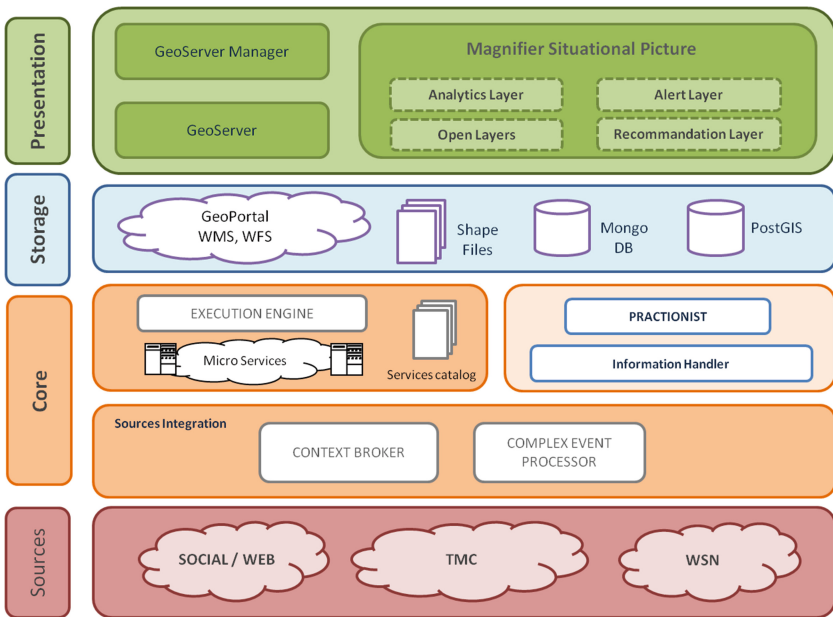 Presentation
GeoServer Manager
GeoServer
Magnifier Situational Picture
Analytics Layer
Alert Layer
Open Layers
Recommandation Layer
Storage
GeoPortal
WMS, WFS
Shape
Files
Mongo
DB
PostGIS
Core
EXECUTION ENGINE
Micro Services
Services catalog
PRACTIONIST
Information Handler
Sources Integration
CONTEXT BROKER
COMPLEX EVENT
PROCESSOR
Sources
SOCIAL / WEB
TMC
WSN